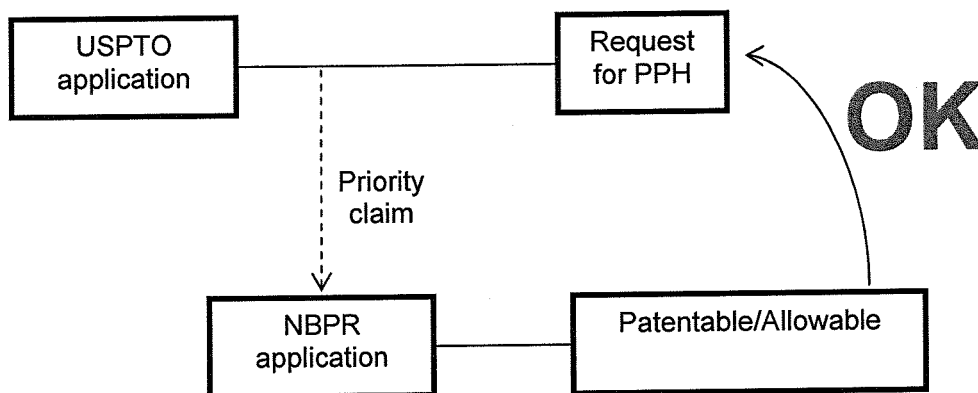 USPTO
application
Request
for PPH
OK
Priority
claim
NBPR
application
Patentable/Allowable